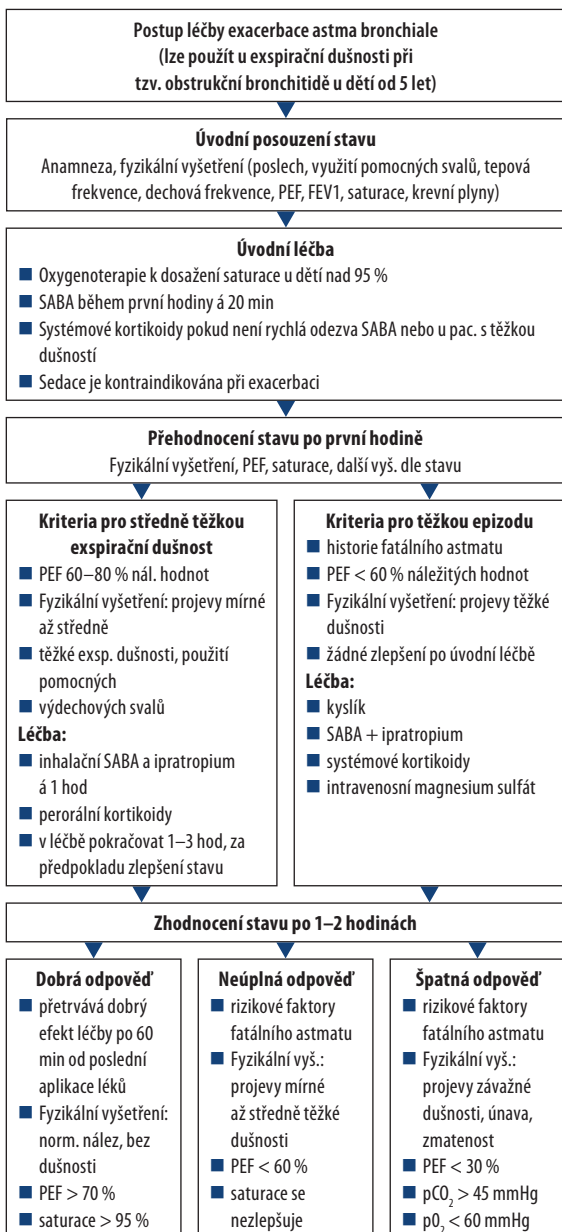 Postup léčby exacerbace astma bronchiale
(lze použít u exspirační dušnosti při
tzv. obstrukční bronchitidě u dětí od 5 let)
Úvodní posouzení stavu
Anamneza, fyzikální vyšetření (poslech, využití pomocných svalů, tepová
frekvence, dechová frekvence, PEF, FEV1, saturace, krevní plyny)
Úvodní léčba
■ Oxygenoterapie k dosažení saturace u dětí nad 95 %
■ SABA během první hodiny á 20 min
■ Systémové kortikoidy pokud není rychlá odezva SABA nebo u pac. s těžkou
dušností
■ Sedace je kontraindikována při exacerbaci
Přehodnocení stavu po první hodině
Fyzikální vyšetření, PEF, saturace, další vyš. dle stavu
Kriteria pro středně těžkou
exspirační dušnost
■ PEF 60–80 % nál. hodnot
■ Fyzikální vyšetření: projevy mírné
až středně
■ těžké exsp. dušnosti, použití
pomocných
■ výdechových svalů
Léčba:
■ inhalační SABA a ipratropium
á 1 hod
■ perorální kortikoidy
■ v léčbě pokračovat 1–3 hod, za
předpokladu zlepšení stavu
Kriteria pro těžkou epizodu
■ historie fatálního astmatu
■ PEF < 60 % náležitých hodnot
■ Fyzikální vyšetření: projevy těžké
dušnosti
■ žádné zlepšení po úvodní léčbě
Léčba:
■ kyslík
■ SABA + ipratropium
■ systémové kortikoidy
■ intravenosní magnesium sulfát
Zhodnocení stavu po 1–2 hodinách
Dobrá odpověď
■ přetrvává dobrý
efekt léčby po 60
min od poslední
aplikace léků
■ Fyzikální vyšetření:
norm. nález, bez
dušnosti
■ PEF > 70 %
■ saturace > 95 %
Neúplná odpověď
■ rizikové faktory
fatálního astmatu
■ Fyzikální vyš.:
projevy mírné
až středně těžké
dušnosti
■ PEF < 60 %
■ saturace se
nezlepšuje
Špatná odpověď
■ rizikové faktory
fatálního astmatu
■ Fyzikální vyš.:
projevy závažné
dušnosti, únava,
zmatenost
■ PEF < 30 %
■ pCO₂ > 45 mmHg
■ p0₂ < 60 mmHg